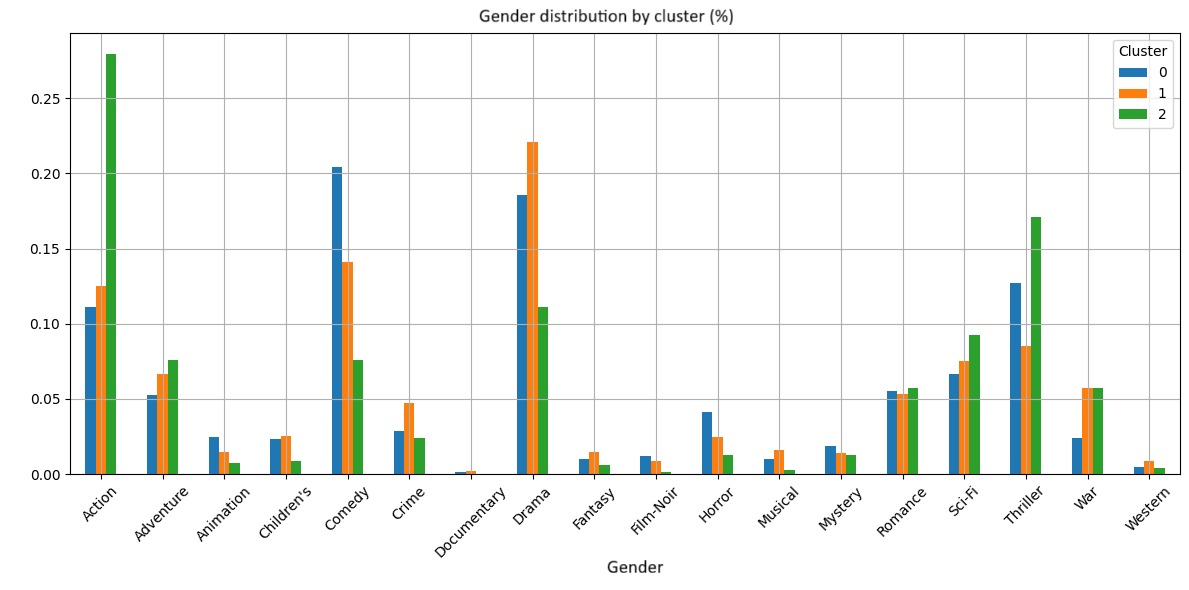 Gender distribution by cluster (%)
Cluster
0
1
2
0.25
0.20
0.15
0.10
0.05
0.00
Action
Adventure
Animation
Children's
Comedy
Crime
Documentary
Drama
Fantasy
Film-Noir
Horror
Musical
Mystery
Romance
Sci-Fi
Thriller
War
Western
Gender